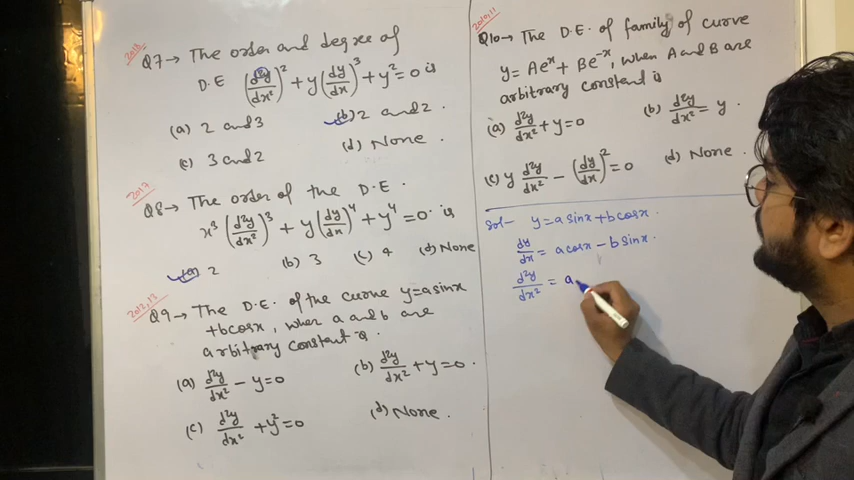 2018
Q7→ The order and degree of
D.E (d²y/dx²)² + y(dy/dx)³ + y² = 0 is
(a) 2 and 3 (b) 2 and 2.
(c) 3 and 2 (d) None.
2017
Q8→ The order of the D.E.
x³(d²y/dx²)³ + y(dy/dx)⁴ + y⁴ = 0. is
(a) 2 (b) 3 (c) 4 (d) None
2012,13
Q9→ The D.E. of the curve y=a sinx
+bcosx, when a and b are
arbitrary constant is.
(a) d²y/dx² - y=0 (b) d²y/dx² + y=0.
(c) d²y/dx² + y²=0 (d) None.
2010,11
Q10→ The D.E. of family of curve
y= Aeˣ + Be⁻ˣ, when A and B are
arbitrary constant is
(a) d²y/dx² + y=0 (b) d²y/dx² = y.
(c) y d²y/dx² - (dy/dx)² = 0 (d) None.
Sol- y = a sinx + b cosx.
dy/dx = a cosx - b sinx.
d²y/dx² = a